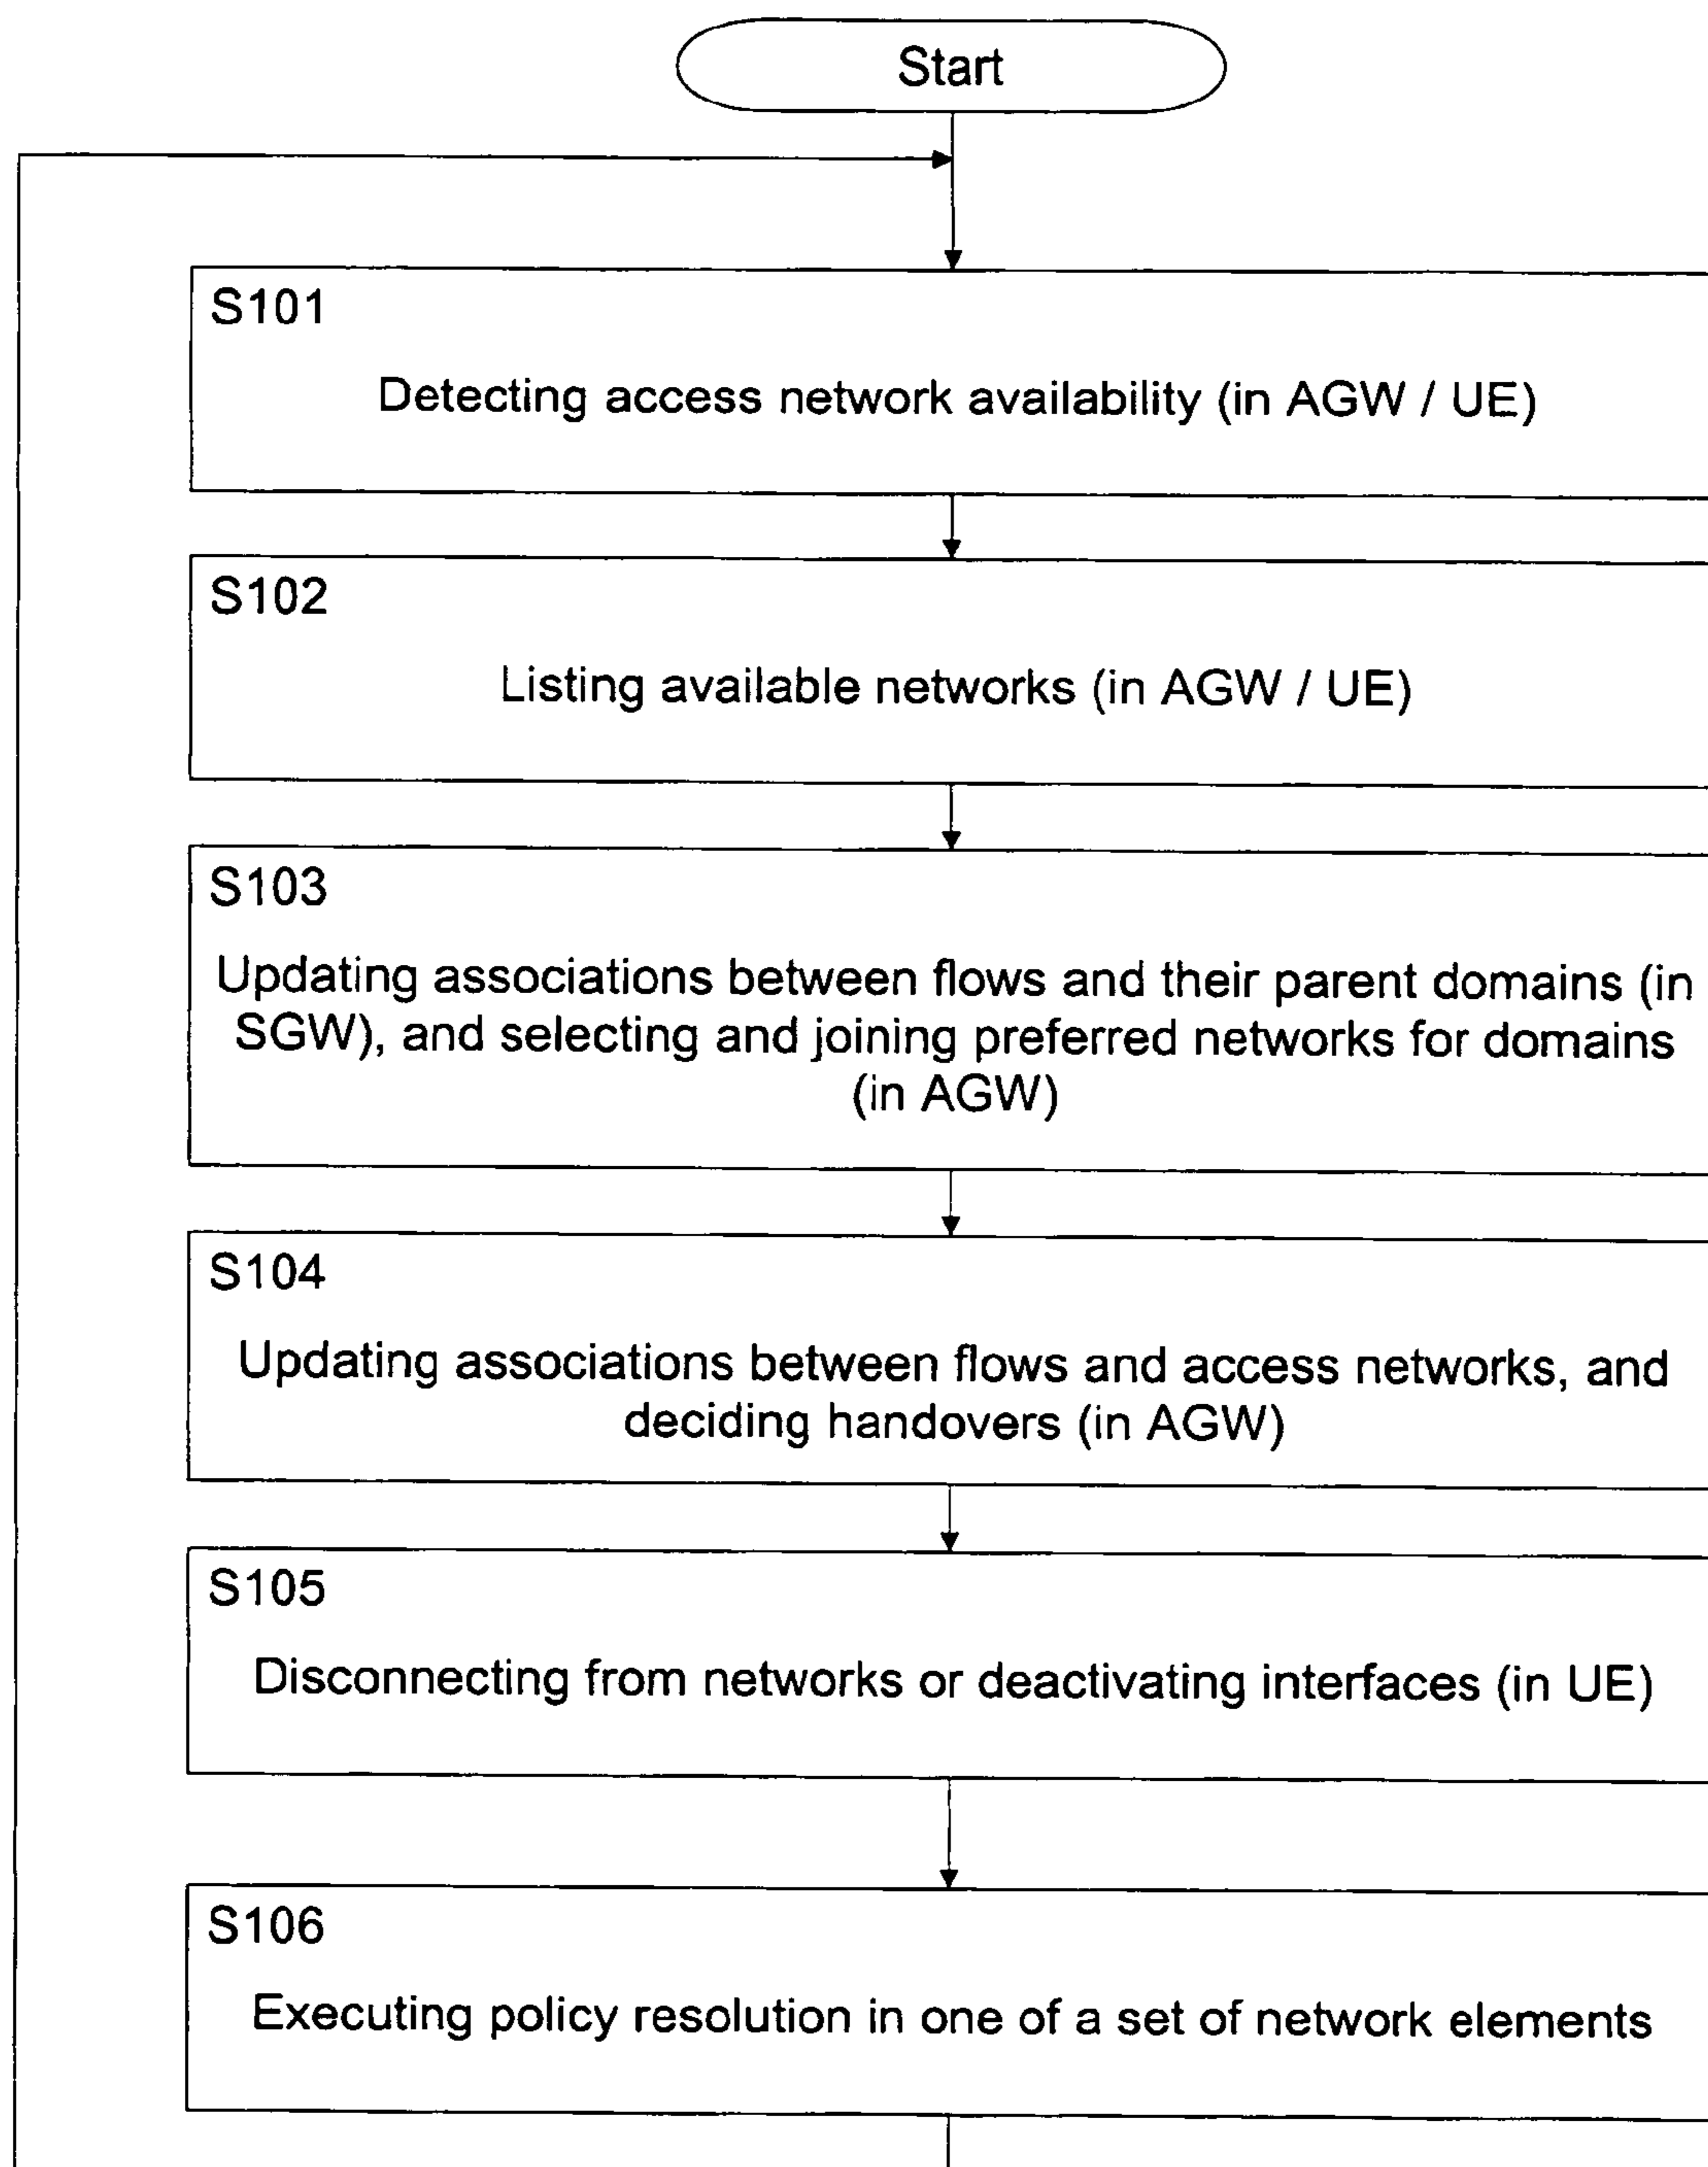 Start
S101
Detecting access network availability (in AGW / UE)
S102
Listing available networks (in AGW / UE)
S103
Updating associations between flows and their parent domains (in
SGW), and selecting and joining preferred networks for domains
(in AGW)
S104
Updating associations between flows and access networks, and
deciding handovers (in AGW)
S105
Disconnecting from networks or deactivating interfaces (in UE)
S106
Executing policy resolution in one of a set of network elements